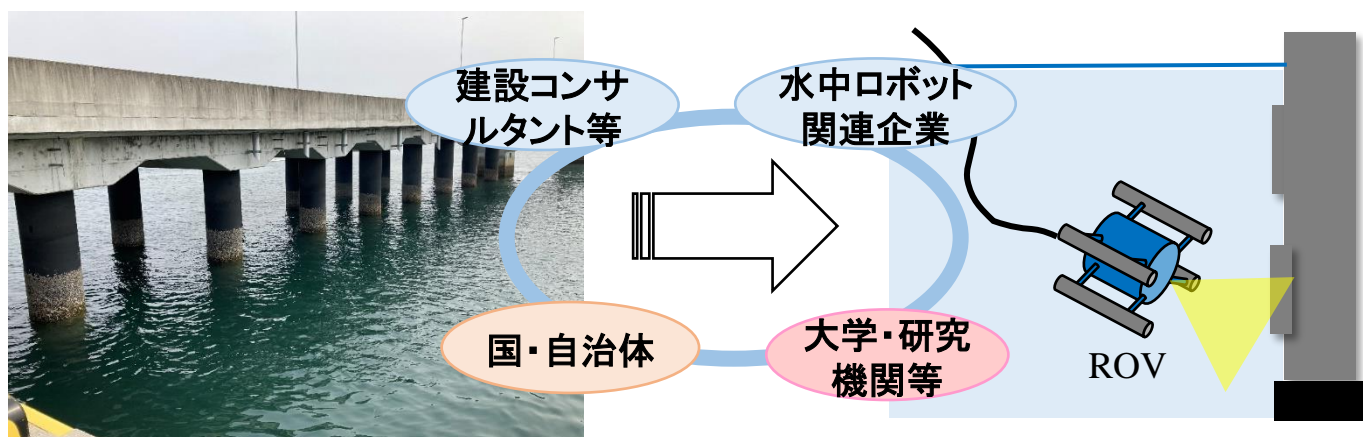 建設コンサ
ルタント等
水中ロボット
関連企業
国・自治体
大学・研究
機関等
ROV